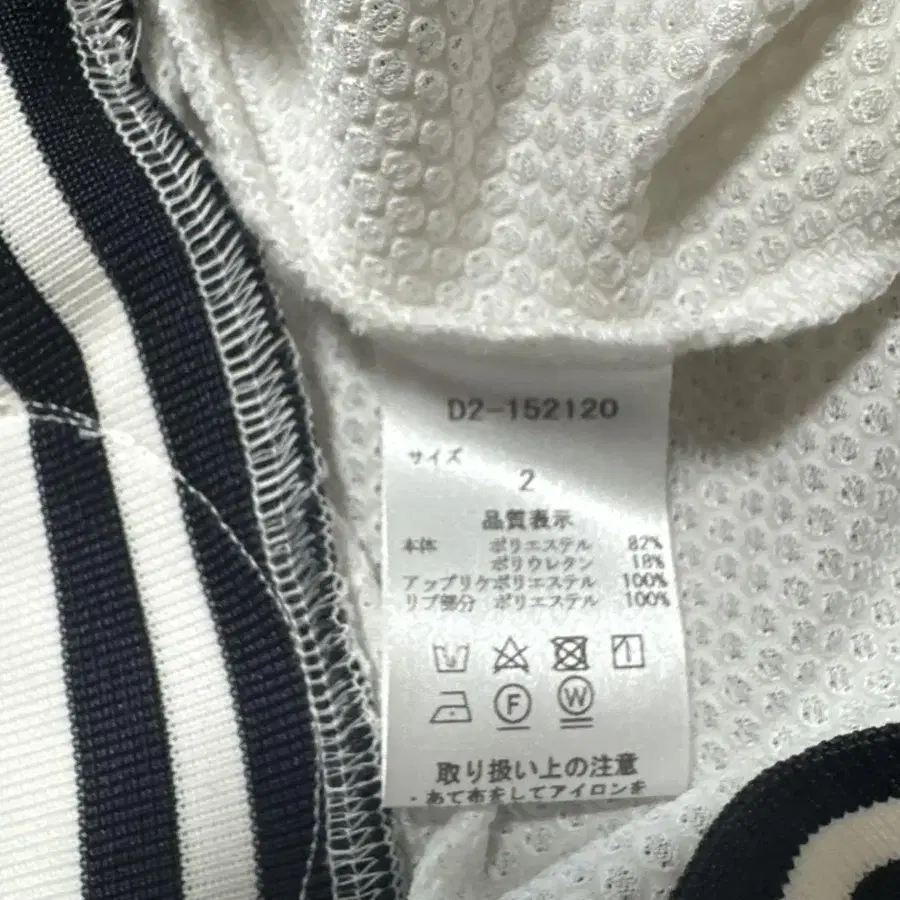 D2-152120
サイズ
2
品質表示
本体 ポリエステル 82%
ポリウレタン 18%
アップリケポリエステル 100%
リブ部分 ポリエステル 100%
F W
取り扱い上の注意
・あて布をしてアイロンを